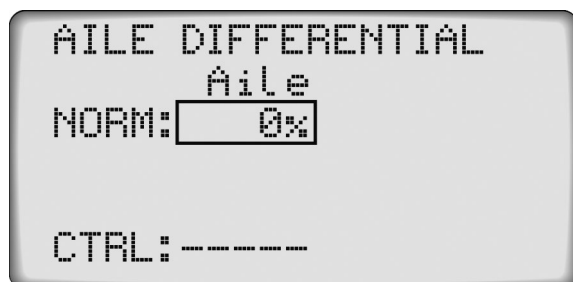 AILE DIFFERENTIAL
Aile
NORM: 0%
CTRL:-----